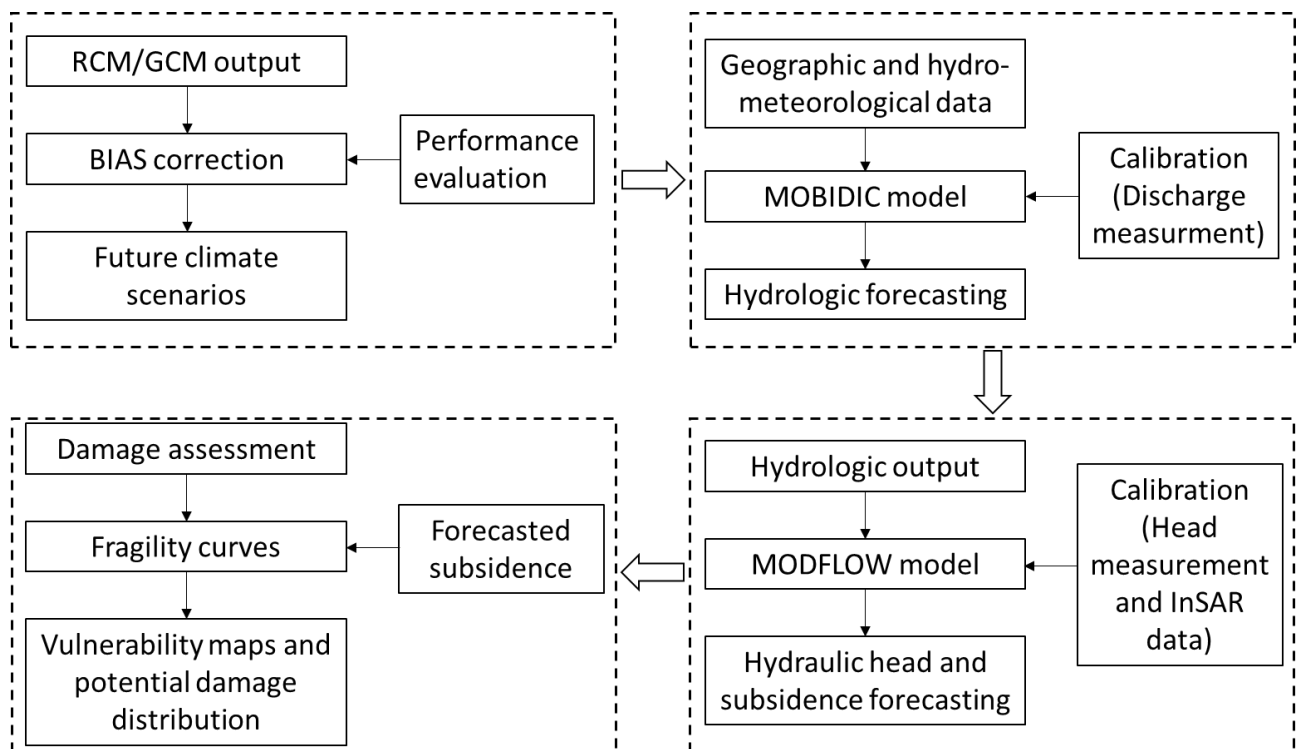 RCM/GCM output
BIAS correction
Performance
evaluation
Future climate
scenarios
Geographic and hydro-
meteorological data
MOBIDIC model
Calibration
(Discharge
measurment)
Hydrologic forecasting
Hydrologic output
MODFLOW model
Calibration
(Head
measurement
and InSAR
data)
Hydraulic head and
subsidence forecasting
Damage assessment
Fragility curves
Forecasted
subsidence
Vulnerability maps and
potential damage
distribution